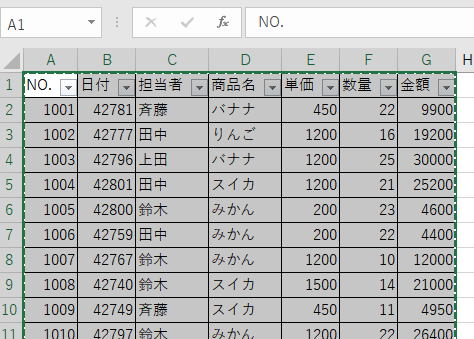 A1 fx NO.
A B C D E F G H
1 NO. 日付 担当者 商品名 単価 数量 金額
2 1001 42781 斉藤 バナナ 450 22 9900
3 1002 42777 田中 りんご 1200 16 19200
4 1003 42796 上田 バナナ 1200 25 30000
5 1004 42801 田中 スイカ 1200 21 25200
6 1005 42800 鈴木 みかん 200 23 4600
7 1006 42759 田中 みかん 200 22 4400
8 1007 42767 鈴木 みかん 1200 10 12000
9 1008 42740 鈴木 スイカ 1500 14 21000
10 1009 42749 斉藤 スイカ 450 11 4950
11 1010 42797 鈴木 みかん 1200 22 26400